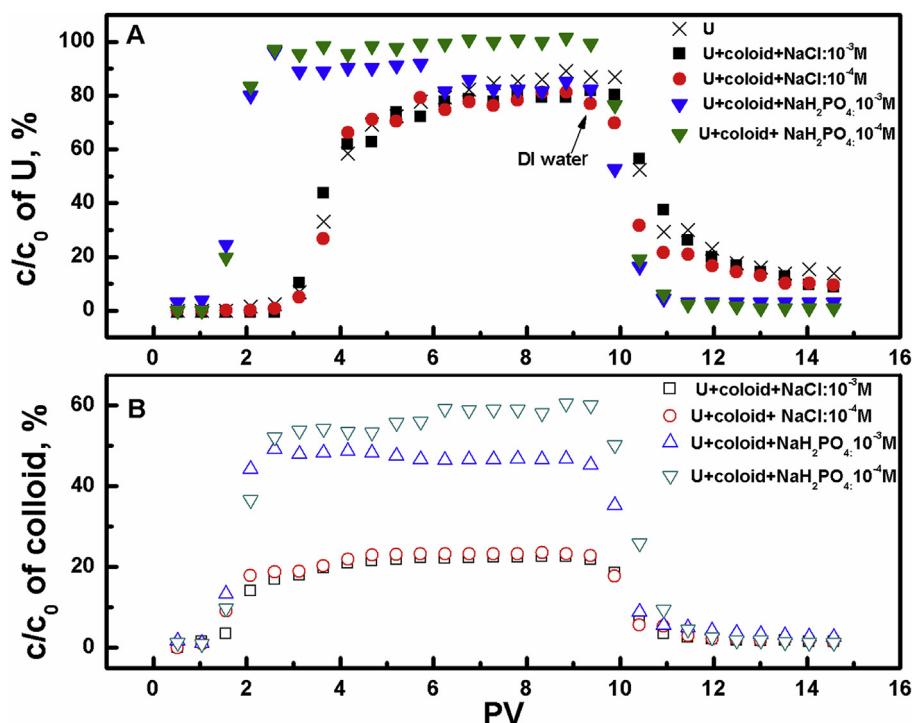 A
c/c₀ of U, %
100
80
60
40
20
0
U
U+coloid+NaCl:10⁻³M
U+coloid+NaCl:10⁻⁴M
U+coloid+NaH₂PO₄:10⁻³M
U+coloid+ NaH₂PO₄:10⁻⁴M
DI water
0 2 4 6 8 10 12 14 16
B
c/c₀ of colloid, %
60
40
20
0
U+coloid+NaCl:10⁻³M
U+coloid+ NaCl:10⁻⁴M
U+coloid+NaH₂PO₄:10⁻³M
U+coloid+NaH₂PO₄:10⁻⁴M
0 2 4 6 8 10 12 14 16
PV